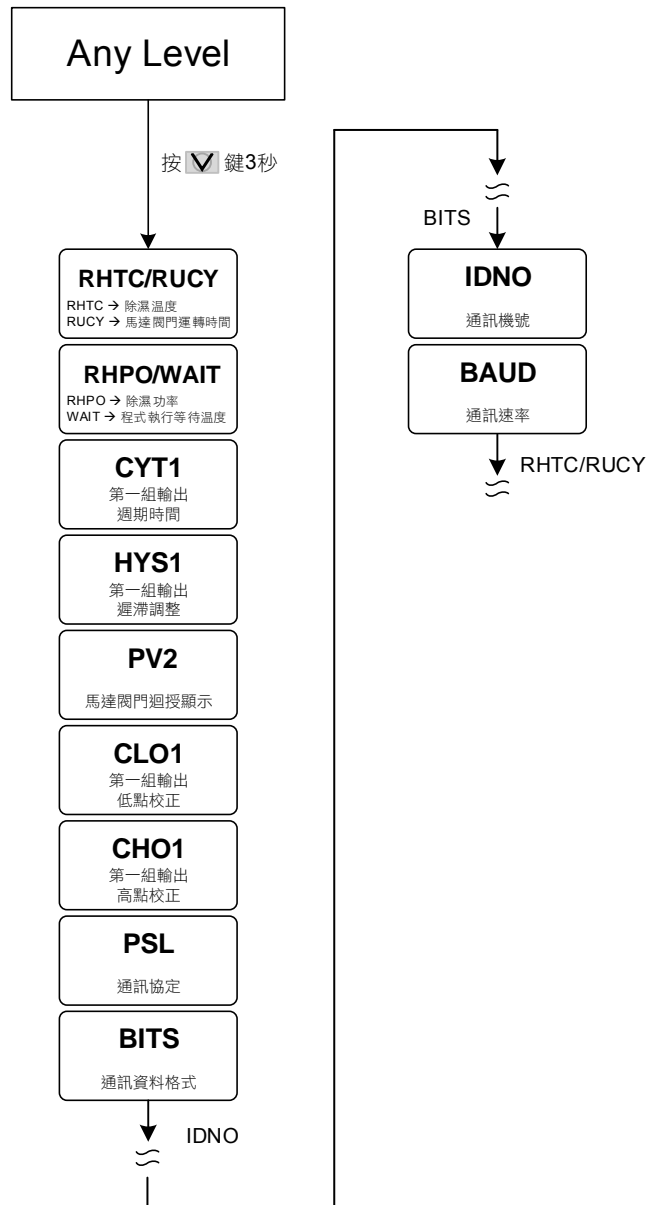 Any Level
按 鍵3秒
RHTC/RUCY
RHTC → 除濕溫度
RUCY → 馬達閥門運轉時間
RHPO/WAIT
RHPO → 除濕功率
WAIT → 程式執行等待溫度
CYT1
第一組輸出
週期時間
HYS1
第一組輸出
遲滯調整
PV2
馬達閥門迴授顯示
CLO1
第一組輸出
低點校正
CHO1
第一組輸出
高點校正
PSL
通訊協定
BITS
通訊資料格式
IDNO
BITS
IDNO
通訊機號
BAUD
通訊速率
RHTC/RUCY